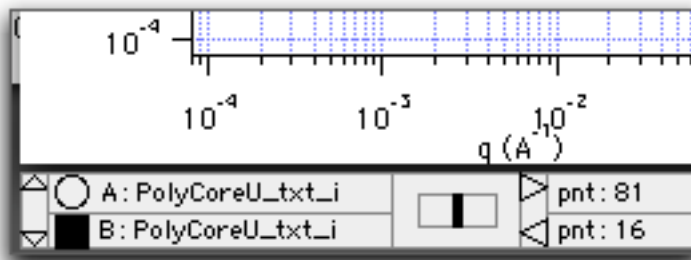 10⁻⁴
10⁻⁴ 10⁻³ 10⁻²
q (A⁻¹)
A: PolyCoreU_txt_i pnt: 81
B: PolyCoreU_txt_i pnt: 16